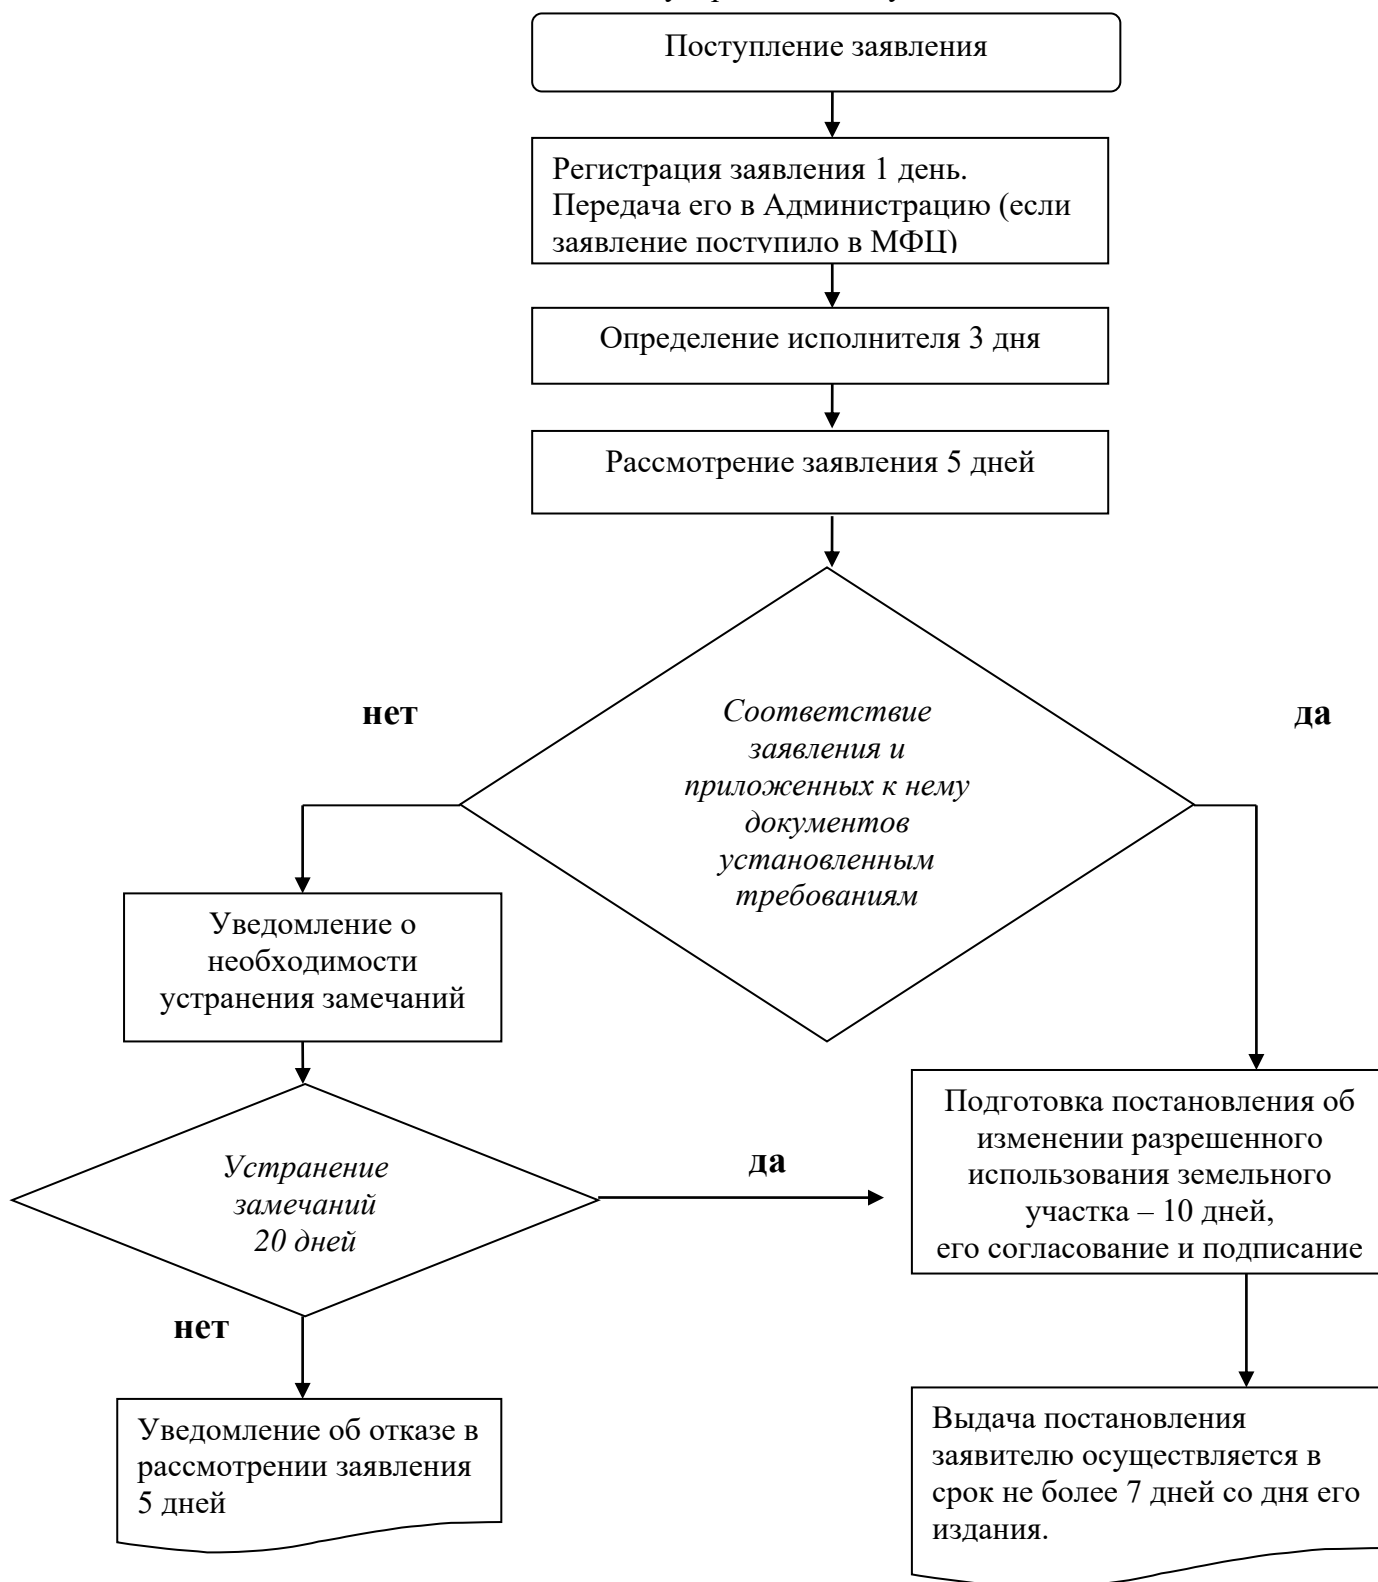 Поступление заявления
Регистрация заявления 1 день.
Передача его в Администрацию (если
заявление поступило в МФЦ)
Определение исполнителя 3 дня
Рассмотрение заявления 5 дней
нет
да
Соответствие
заявления и
приложенных к нему
документов
установленным
требованиям
Уведомление о
необходимости
устранения замечаний
Подготовка постановления об
изменении разрешенного
использования земельного
участка – 10 дней,
его согласование и подписание
Устранение
замечаний
20 дней
да
нет
Уведомление об отказе в
рассмотрении заявления
5 дней
Выдача постановления
заявителю осуществляется в
срок не более 7 дней со дня его
издания.